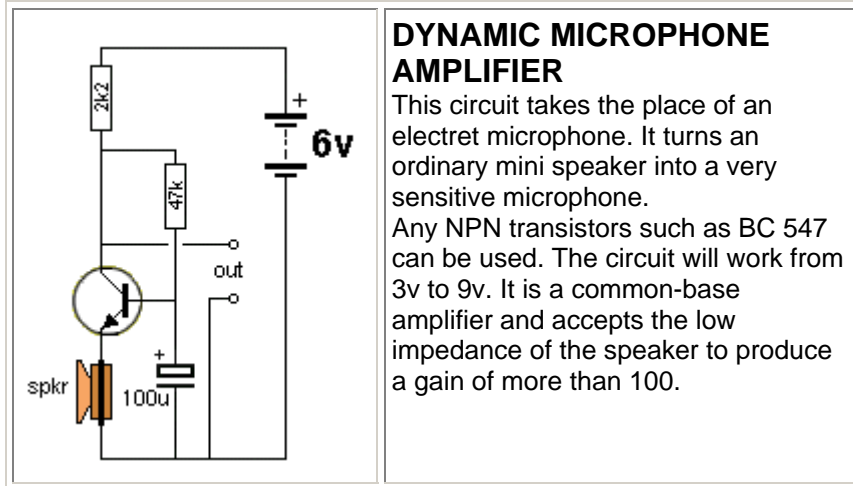 2k2
+
6v
47k
out
+
spkr
100u
DYNAMIC MICROPHONE
AMPLIFIER
This circuit takes the place of an
electret microphone. It turns an
ordinary mini speaker into a very
sensitive microphone.
Any NPN transistors such as BC 547
can be used. The circuit will work from
3v to 9v. It is a common-base
amplifier and accepts the low
impedance of the speaker to produce
a gain of more than 100.